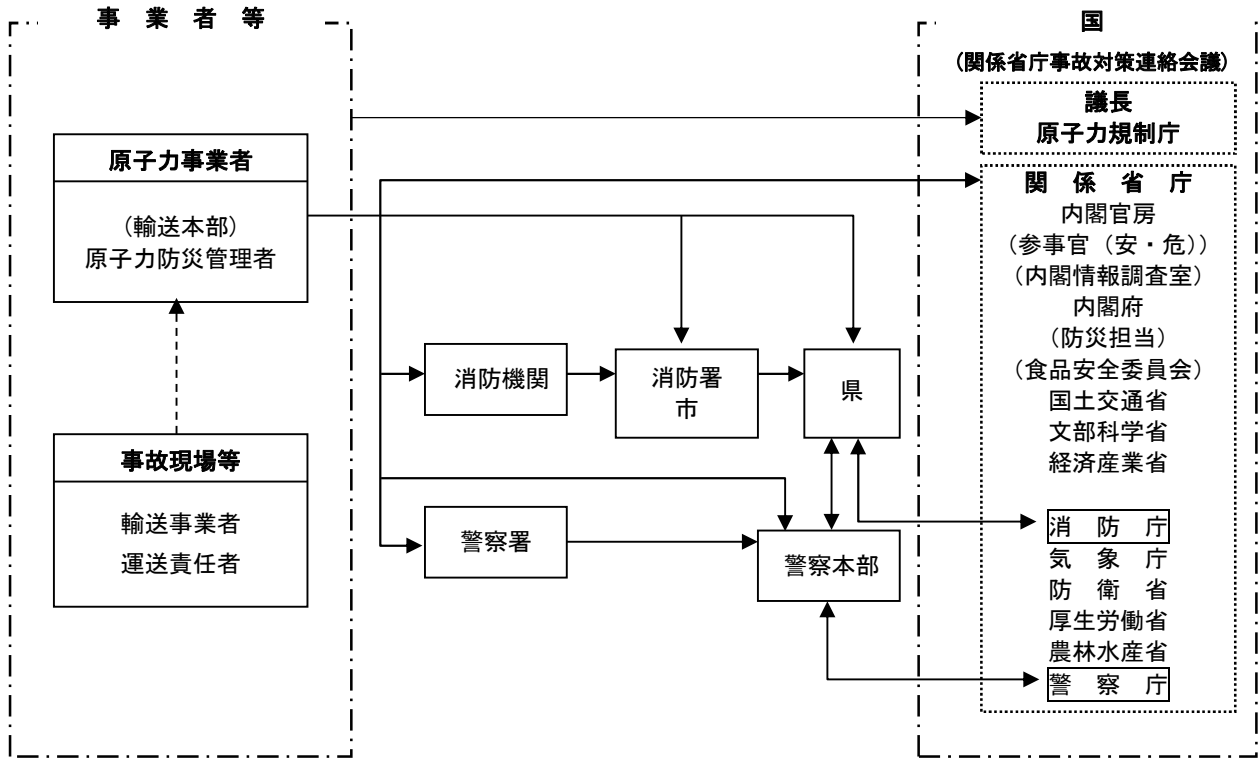 事業者等
原子力事業者
（輸送本部）
原子力防災管理者
事故現場等
輸送事業者
運送責任者
消防機関
消防署
市
県
警察署
警察本部
国
(関係省庁事故対策連絡会議)
議長
原子力規制庁
関係省庁
内閣官房
（参事官（安・危））
（内閣情報調査室）
内閣府
（防災担当）
（食品安全委員会）
国土交通省
文部科学省
経済産業省
消防庁
気象庁
防衛省
厚生労働省
農林水産省
警察庁